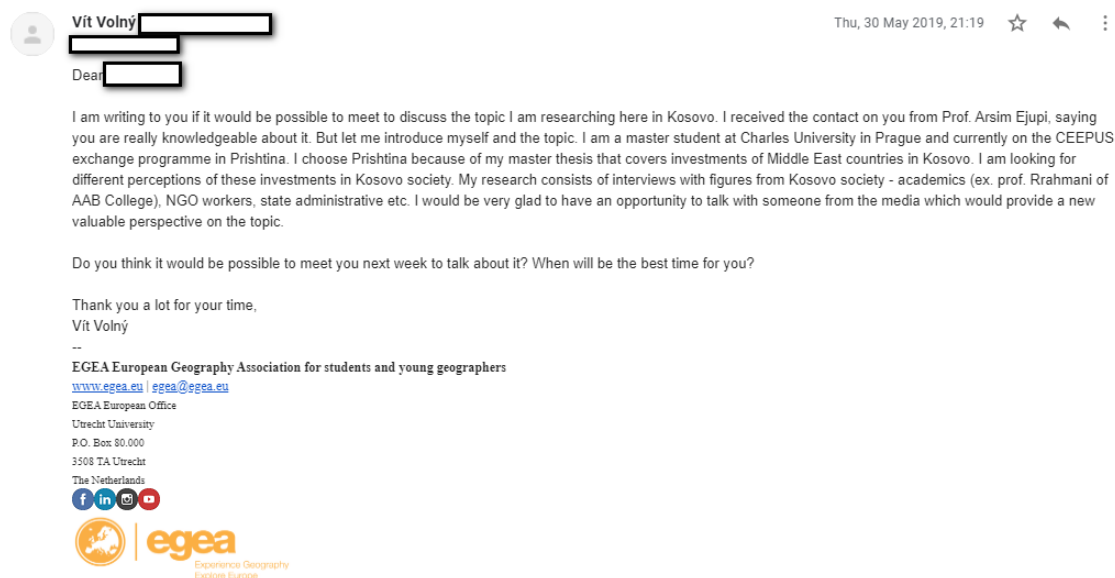 Vít Volný
Thu, 30 May 2019, 21:19
Dear
I am writing to you if it would be possible to meet to discuss the topic I am researching here in Kosovo. I received the contact on you from Prof. Arsim Ejupi, saying
you are really knowledgeable about it. But let me introduce myself and the topic. I am a master student at Charles University in Prague and currently on the CEEPUS
exchange programme in Prishtina. I choose Prishtina because of my master thesis that covers investments of Middle East countries in Kosovo. I am looking for
different perceptions of these investments in Kosovo society. My research consists of interviews with figures from Kosovo society - academics (ex. prof. Rrahmani of
AAB College), NGO workers, state administrative etc. I would be very glad to have an opportunity to talk with someone from the media which would provide a new
valuable perspective on the topic.
Do you think it would be possible to meet you next week to talk about it? When will be the best time for you?
Thank you a lot for your time,
Vít Volný
--
EGEA European Geography Association for students and young geographers
www.egea.eu | egea@egea.eu
EGEA European Office
Utrecht University
P.O. Box 80.000
3508 TA Utrecht
The Netherlands
f in
egea
Experience Geography
Explore Europe